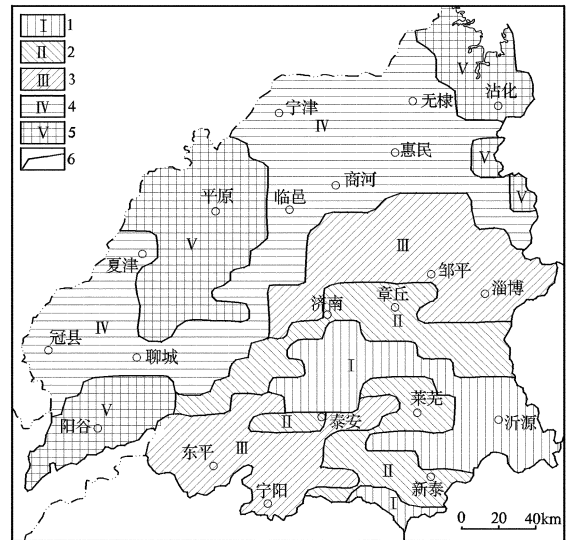 Ⅰ 1
Ⅱ 2
Ⅲ 3
Ⅳ 4
Ⅴ 5
6
Ⅴ
沾化
无棣
宁津
Ⅳ
惠民
Ⅴ
商河
平原
临邑
Ⅴ
Ⅴ
Ⅲ
夏津
邹平
淄博
章丘
济南
Ⅱ
Ⅳ
冠县
聊城
Ⅰ
莱芜
Ⅴ
阳谷
Ⅱ
泰安
沂源
东平
Ⅲ
Ⅱ
新泰
宁阳
Ⅰ
0 20 40km